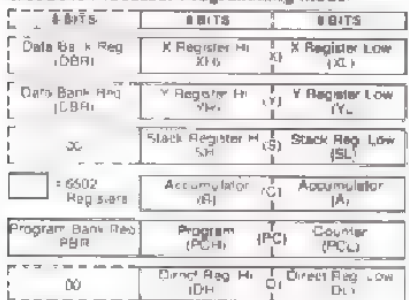 8 BITS 8 BITS 8 BITS
Data Bank Reg X Register Hi X Register Low
(DBR) (XH) (X) (XL)
Data Bank Reg Y Register Hi Y Register Low
(DBR) (YH) (Y) (YL)
00 Stack Register H (S) Stack Reg Low
SH (SL)
= 6502 Accumulator (C) Accumulator
Registers (B) (A)
Program Bank Reg Program (PC) Counter
PBR (PCH) (PCL)
00 Direct Reg Hi D) Direct Reg Low
(DH (DL)